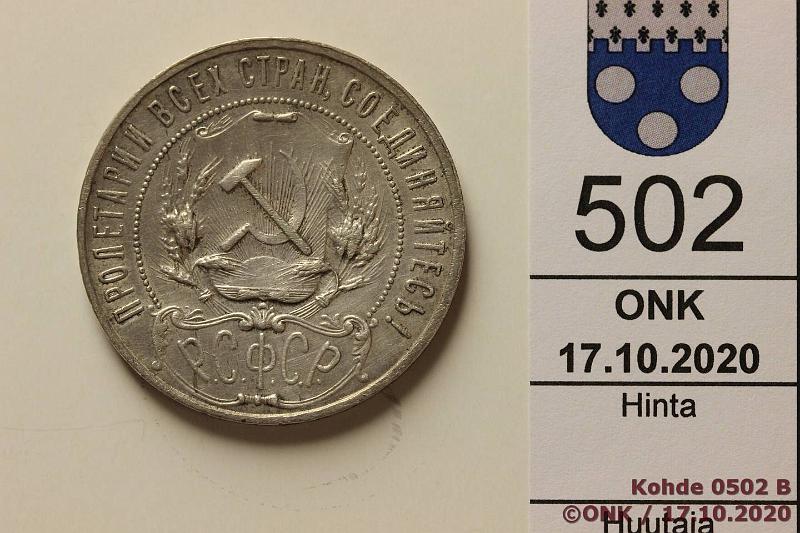 ПРОЛЕТАРИИ ВСЕХ СТРАН, СОЕДИНЯЙТЕСЬ!
Р.С.Ф.С.Р.
502
ONK
17.10.2020
Hinta
Huutaja
Kohde 0502 B
©ONK / 17.10.2020